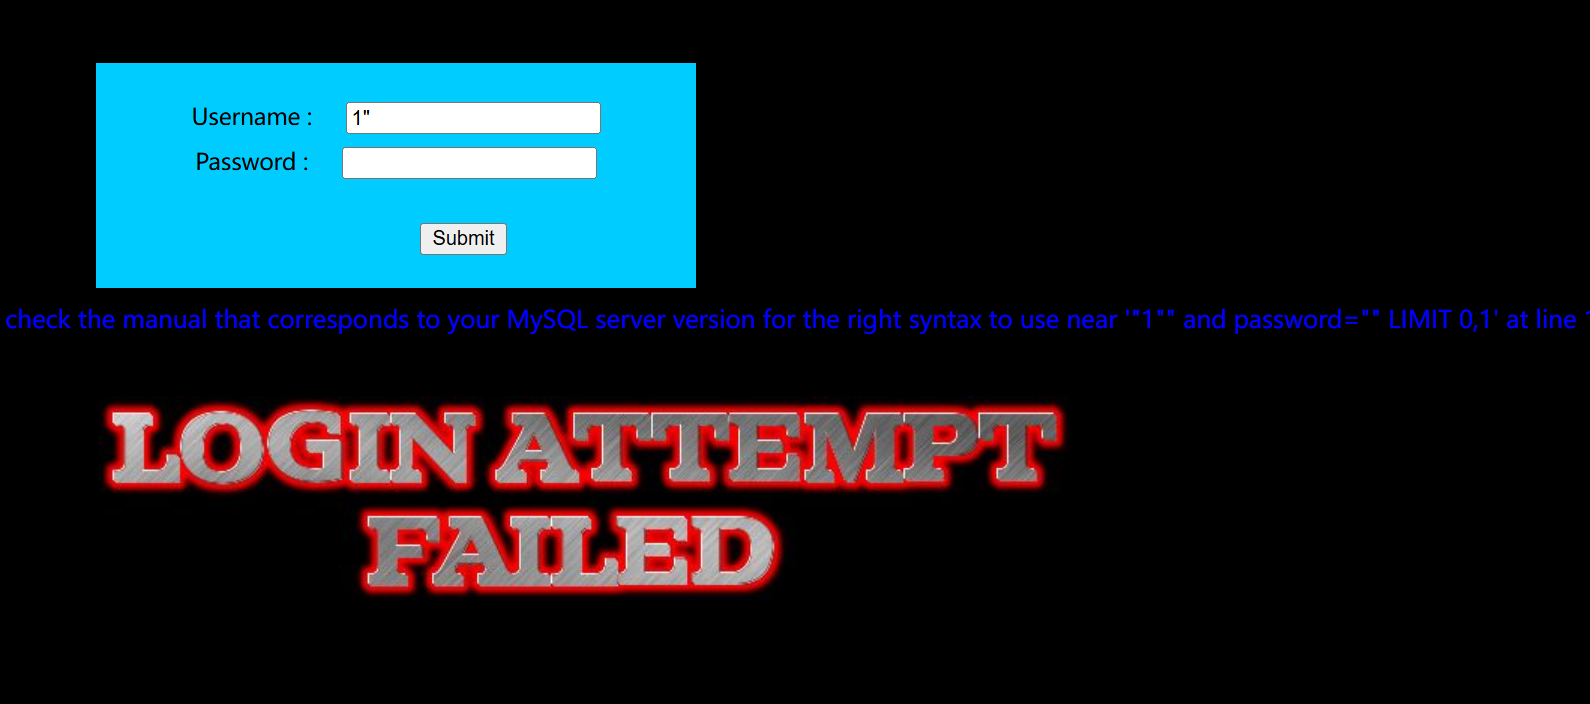 Username :
1"
Password :
Submit
check the manual that corresponds to your MySQL server version for the right syntax to use near '"1"" and password="" LIMIT 0,1' at line
LOGIN ATTEMPT
FAILED